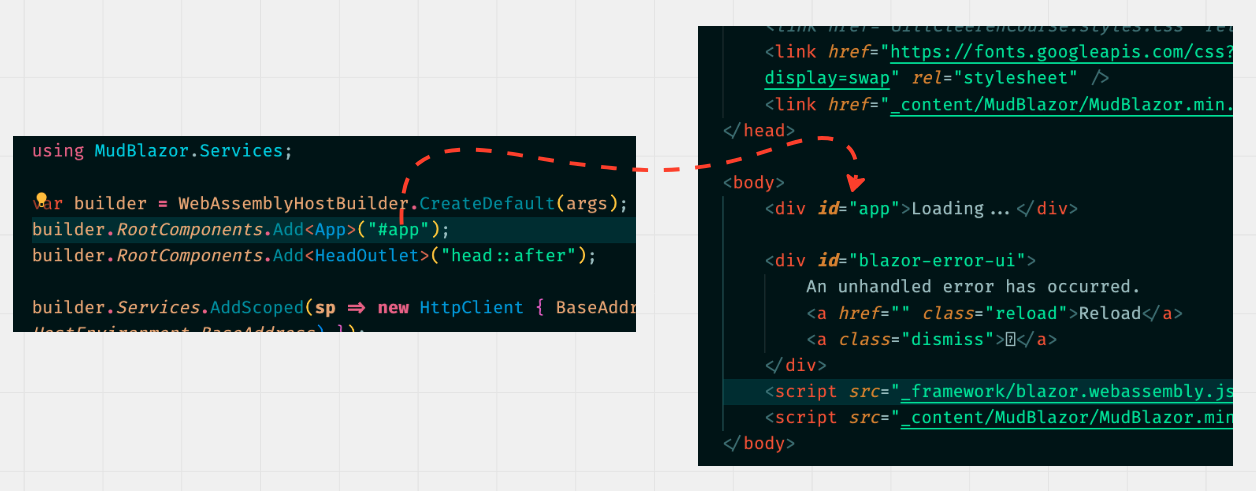 using MudBlazor.Services;
var builder = WebAssemblyHostBuilder.CreateDefault(args);
builder.RootComponents.Add<App>("#app");
builder.RootComponents.Add<HeadOutlet>("head::after");
builder.Services.AddScoped(sp => new HttpClient { BaseAddr
HostEnvironment.BaseAddress) });
<link href="https://fonts.googleapis.com/css?
display=swap" rel="stylesheet" />
<link href="_content/MudBlazor/MudBlazor.min.
</head>
<body>
<div id="app">Loading...</div>
<div id="blazor-error-ui">
An unhandled error has occurred.
<a href="" class="reload">Reload</a>
<a class="dismiss"></a>
</div>
<script src="_framework/blazor.webassembly.js
<script src="_content/MudBlazor/MudBlazor.min
</body>